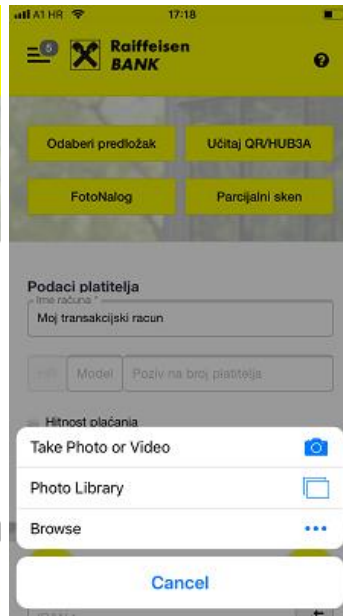 A1 HR 17:18
5
Raiffeisen
BANK
?
Odaberi predložak
Učitaj QR/HUB3A
FotoNalog
Parcijalni sken
Podaci platitelja
Ime računa *
Moj transakcijski racun
Model
Poziv na broj platitelja
Hitnost plaćanja
Take Photo or Video
Photo Library
Browse
Cancel